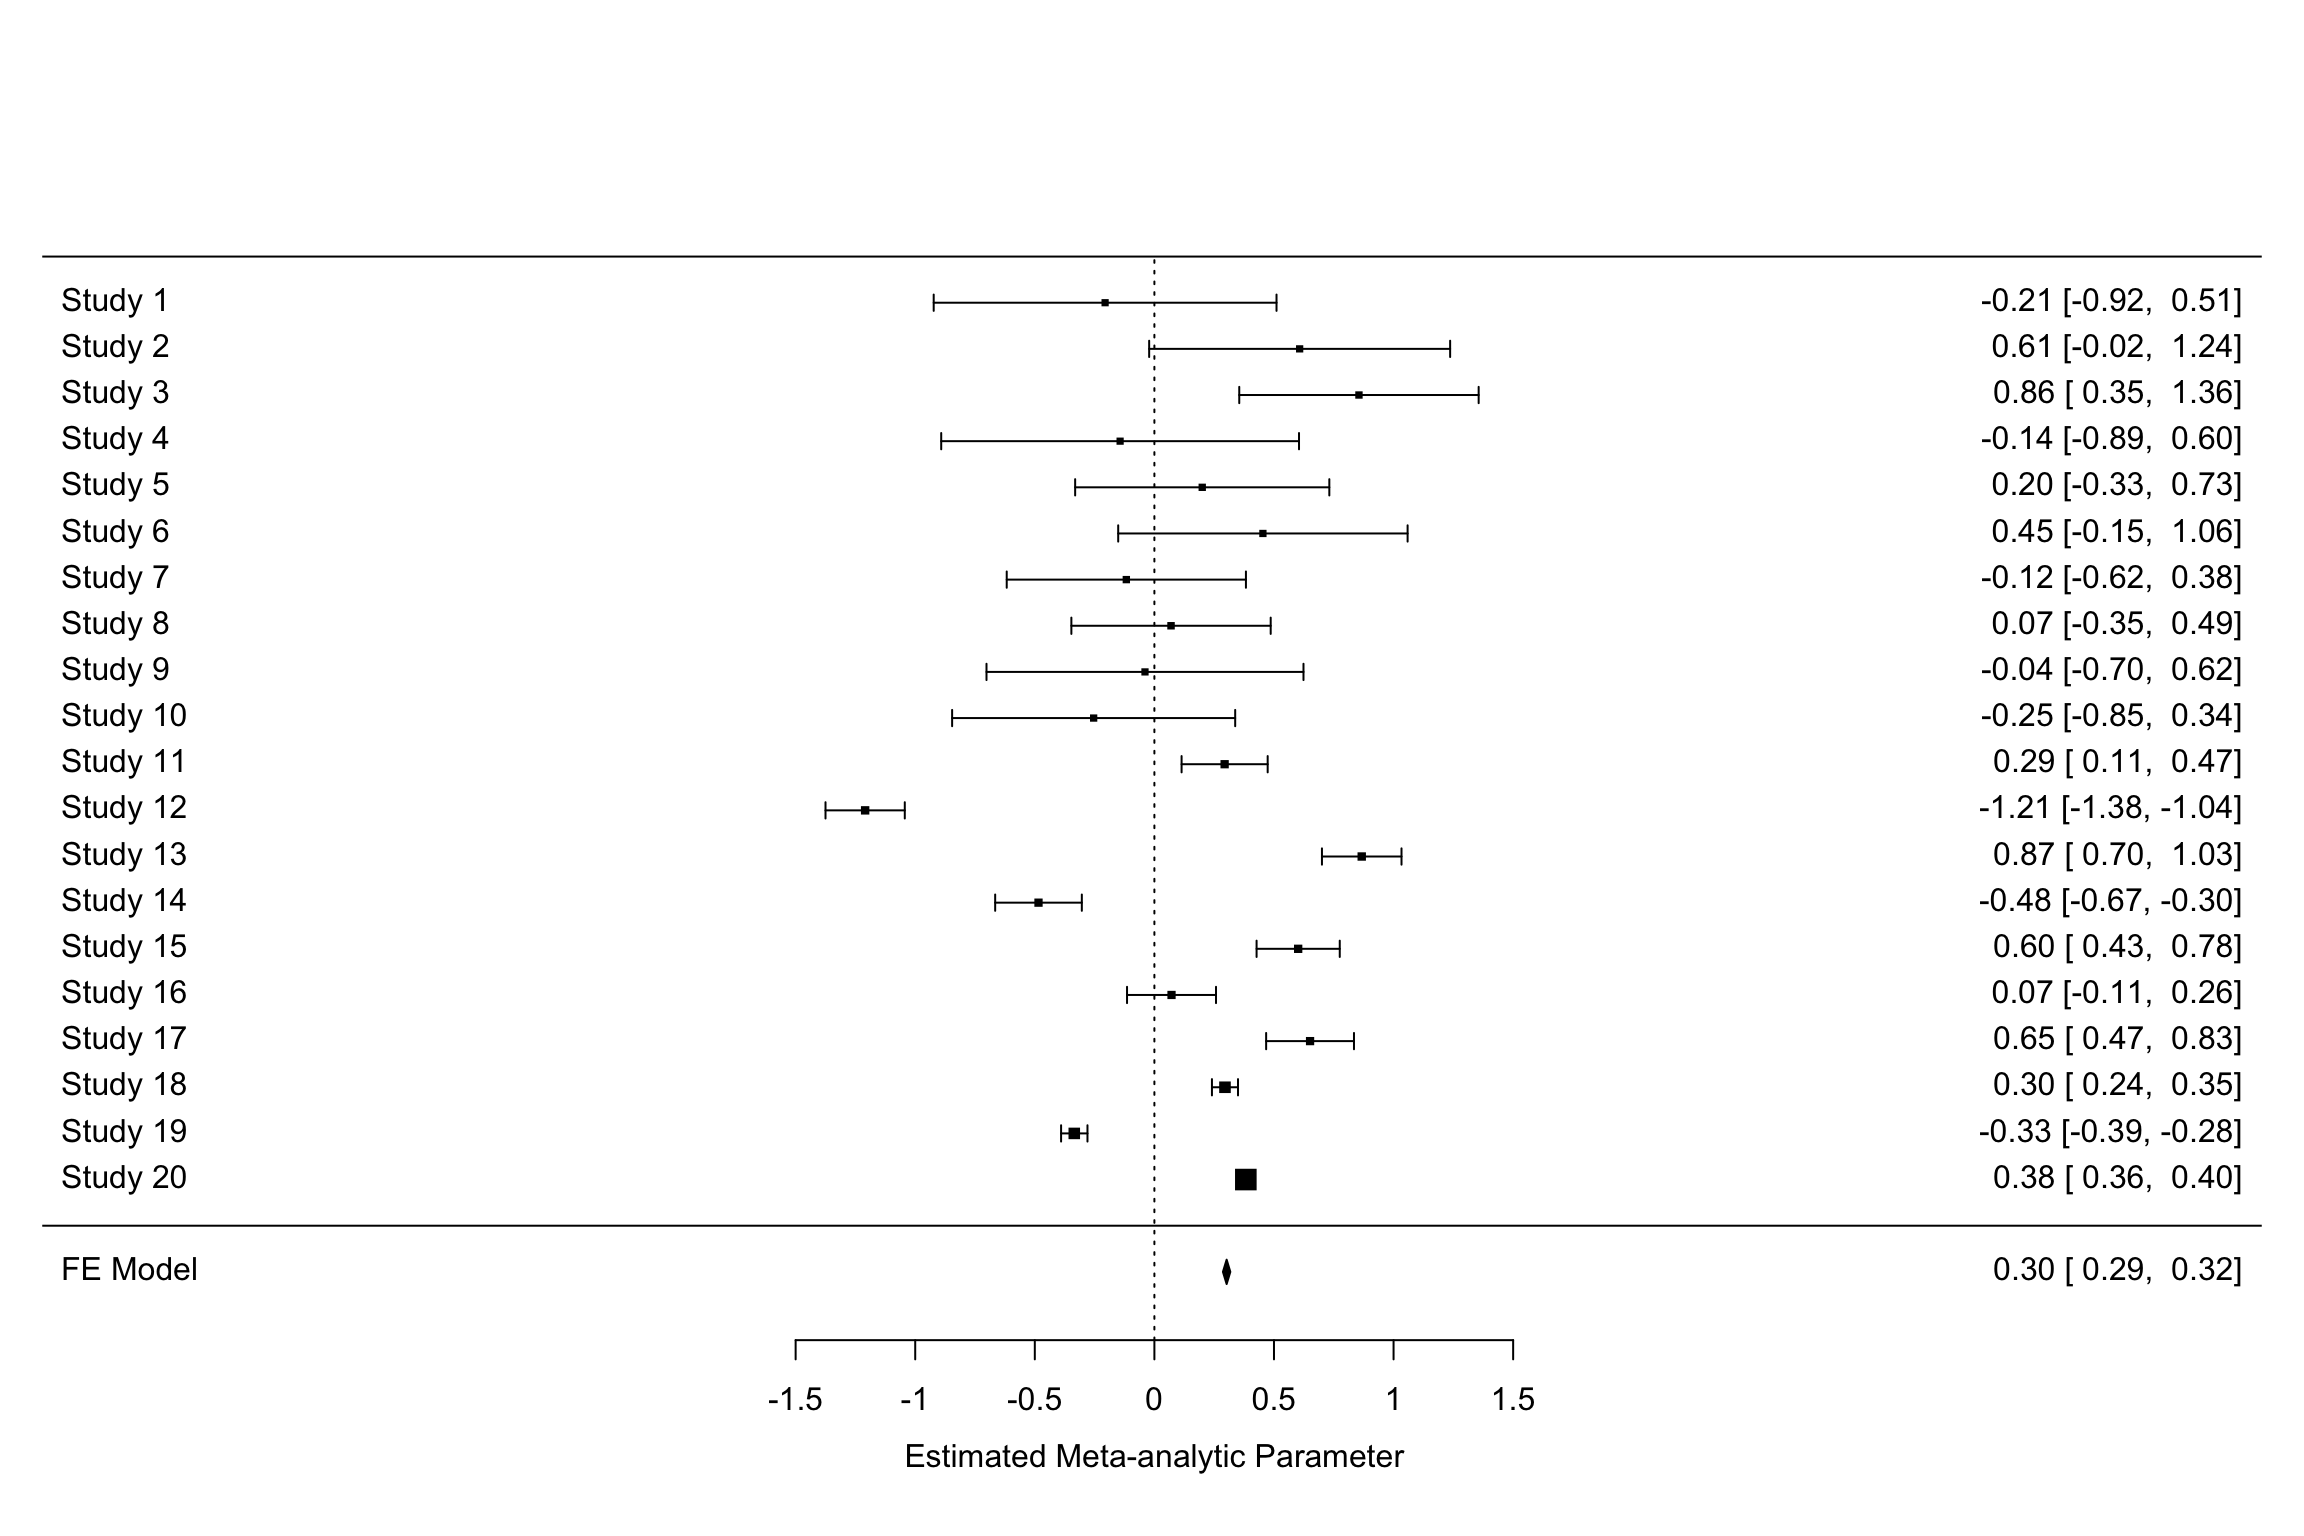 Study 1 -0.21 [-0.92, 0.51]
Study 2 0.61 [-0.02, 1.24]
Study 3 0.86 [ 0.35, 1.36]
Study 4 -0.14 [-0.89, 0.60]
Study 5 0.20 [-0.33, 0.73]
Study 6 0.45 [-0.15, 1.06]
Study 7 -0.12 [-0.62, 0.38]
Study 8 0.07 [-0.35, 0.49]
Study 9 -0.04 [-0.70, 0.62]
Study 10 -0.25 [-0.85, 0.34]
Study 11 0.29 [ 0.11, 0.47]
Study 12 -1.21 [-1.38, -1.04]
Study 13 0.87 [ 0.70, 1.03]
Study 14 -0.48 [-0.67, -0.30]
Study 15 0.60 [ 0.43, 0.78]
Study 16 0.07 [-0.11, 0.26]
Study 17 0.65 [ 0.47, 0.83]
Study 18 0.30 [ 0.24, 0.35]
Study 19 -0.33 [-0.39, -0.28]
Study 20 0.38 [ 0.36, 0.40]
FE Model 0.30 [ 0.29, 0.32]
-1.5 -1 -0.5 0 0.5 1 1.5
Estimated Meta-analytic Parameter